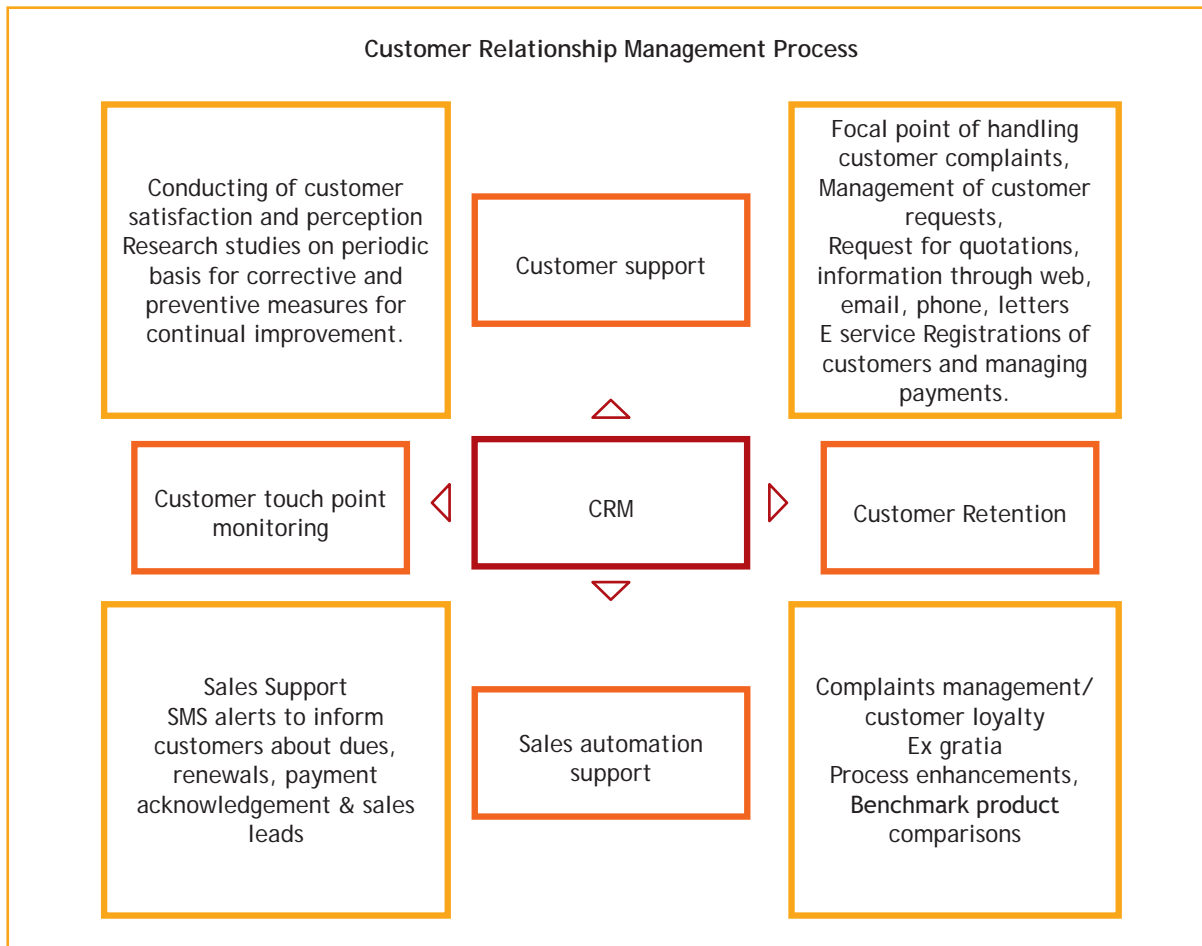 Customer Relationship Management Process
Conducting of customer
satisfaction and perception
Research studies on periodic
basis for corrective and
preventive measures for
continual improvement.
Customer support
Focal point of handling
customer complaints,
Management of customer
requests,
Request for quotations,
information through web,
email, phone, letters
E service Registrations of
customers and managing
payments.
Customer touch point
monitoring
CRM
Customer Retention
Sales Support
SMS alerts to inform
customers about dues,
renewals, payment
acknowledgement & sales
leads
Sales automation
support
Complaints management/
customer loyalty
Ex gratia
Process enhancements,
Benchmark product
comparisons